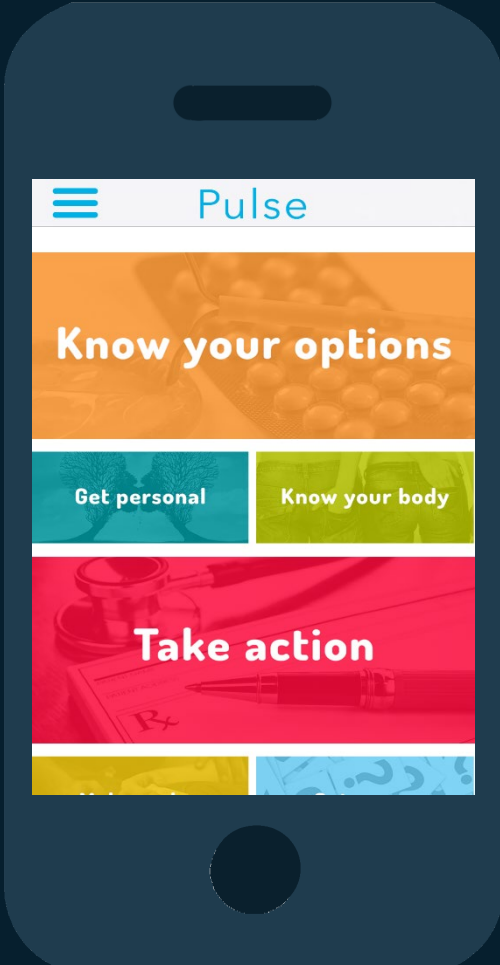 Pulse
Know your options
Get personal
Know your body
Take action
Rx